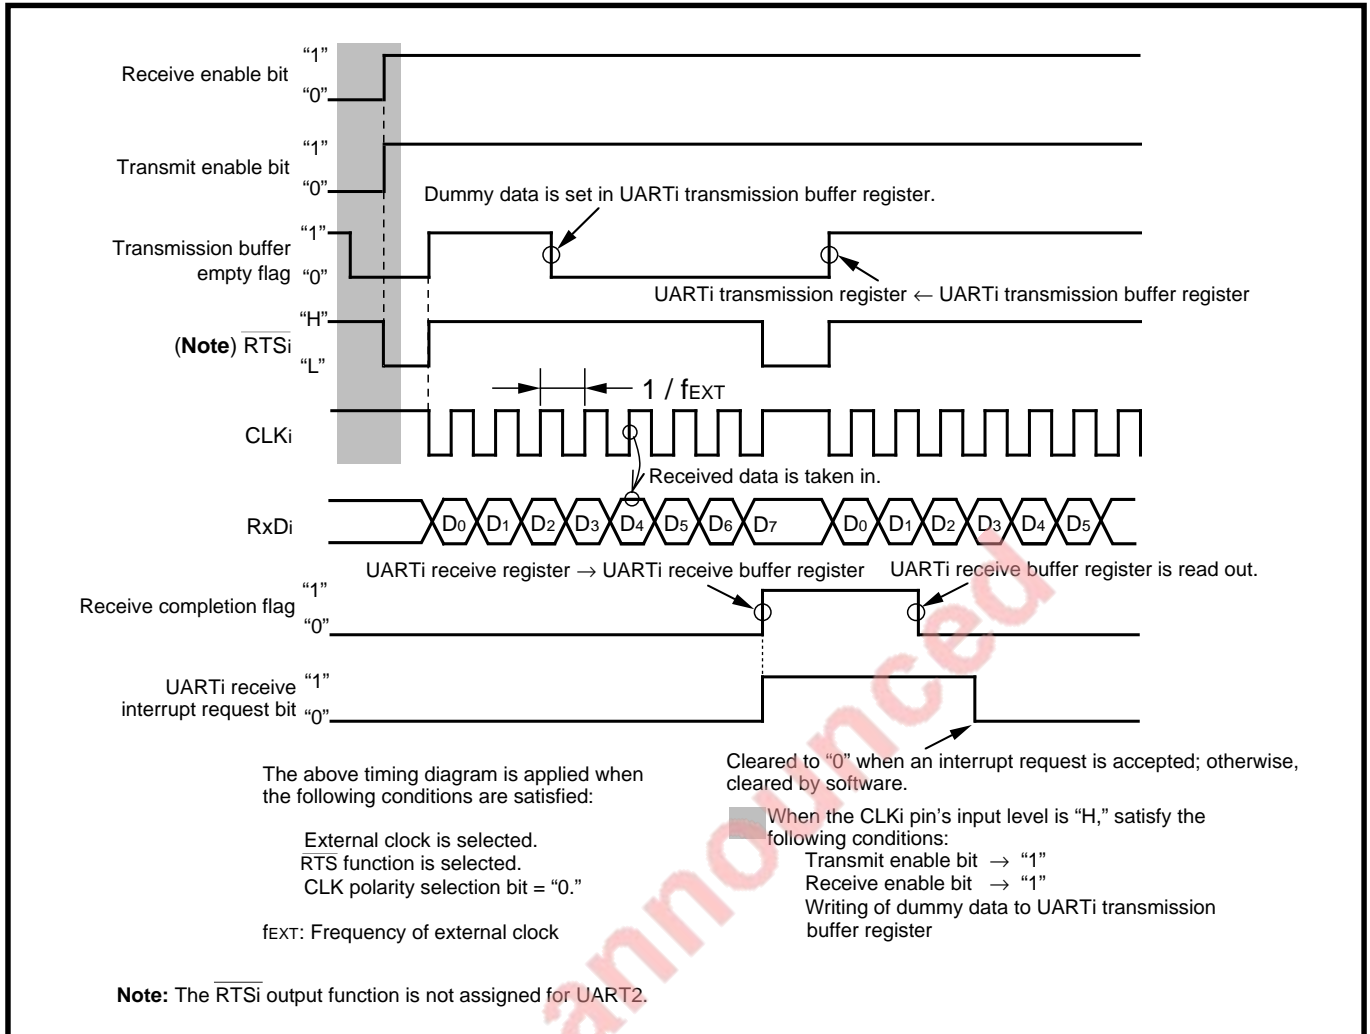 Receive enable bit
“1”
“0”
Transmit enable bit
“1”
“0”
Dummy data is set in UARTi transmission buffer register.
Transmission buffer
empty flag
“1”
“0”
UARTi transmission register ← UARTi transmission buffer register
(Note) RTSi
“H”
“L”
1 / fEXT
CLKi
Received data is taken in.
RxDi
D0 D1 D2 D3 D4 D5 D6 D7 D0 D1 D2 D3 D4 D5
UARTi receive register → UARTi receive buffer register
UARTi receive buffer register is read out.
Receive completion flag
“1”
“0”
UARTi receive
interrupt request bit
“1”
“0”
Cleared to “0” when an interrupt request is accepted; otherwise,
cleared by software.
The above timing diagram is applied when
the following conditions are satisfied:
External clock is selected.
RTS function is selected.
CLK polarity selection bit = “0.”
fEXT: Frequency of external clock
When the CLKi pin’s input level is “H,” satisfy the
following conditions:
Transmit enable bit → “1”
Receive enable bit → “1”
Writing of dummy data to UARTi transmission
buffer register
Note: The RTSi output function is not assigned for UART2.
announced